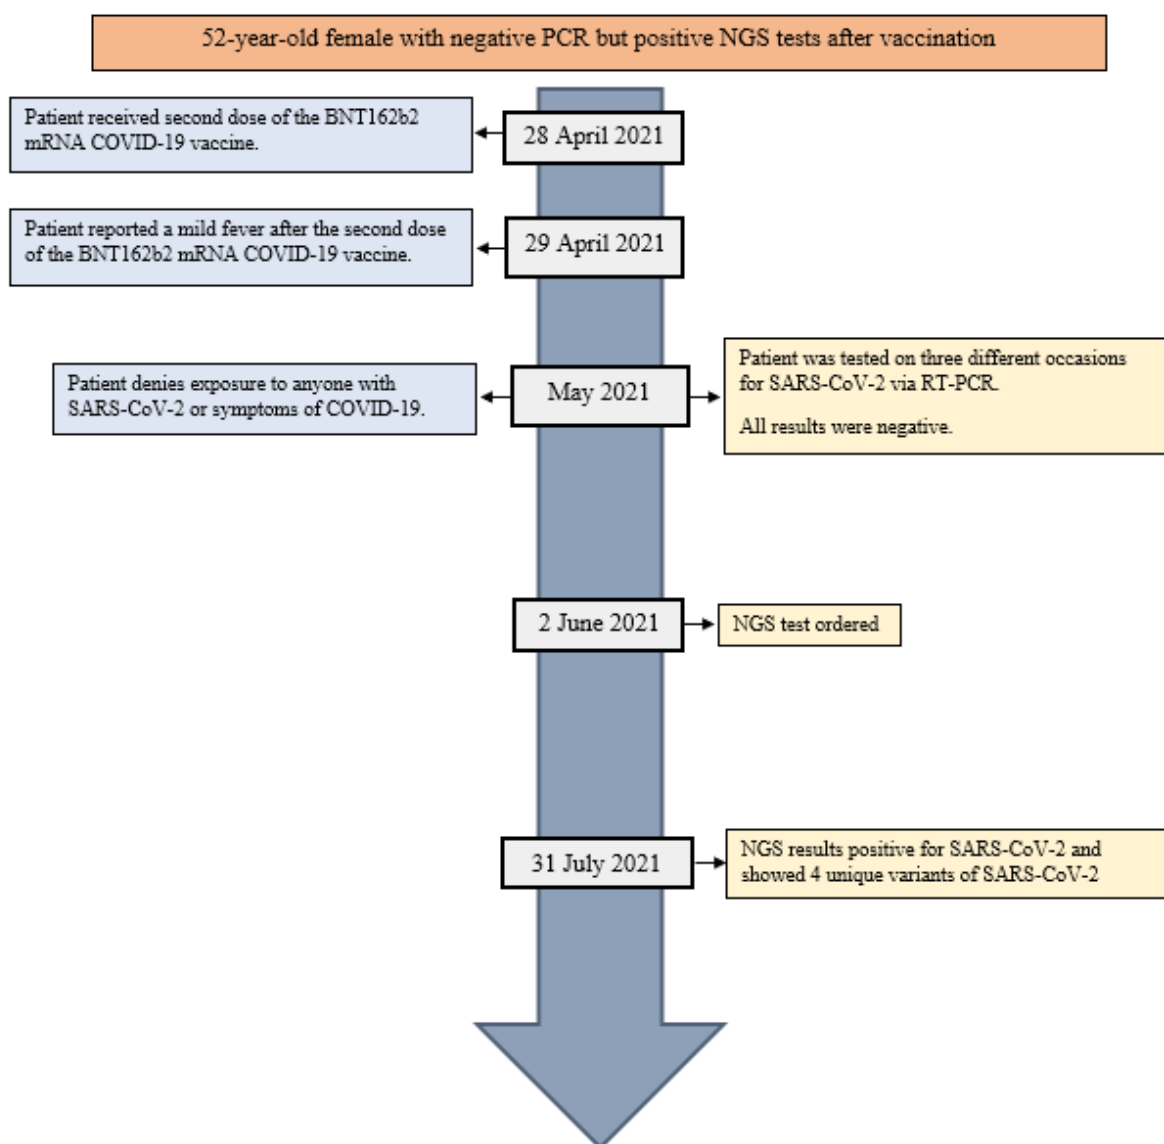 52-year-old female with negative PCR but positive NGS tests after vaccination
Patient received second dose of the BNT162b2
mRNA COVID-19 vaccine.
28 April 2021
Patient reported a mild fever after the second dose
of the BNT162b2 mRNA COVID-19 vaccine.
29 April 2021
Patient denies exposure to anyone with
SARS-CoV-2 or symptoms of COVID-19.
May 2021
Patient was tested on three different occasions
for SARS-CoV-2 via RT-PCR.
All results were negative.
2 June 2021
NGS test ordered
31 July 2021
NGS results positive for SARS-CoV-2 and
showed 4 unique variants of SARS-CoV-2